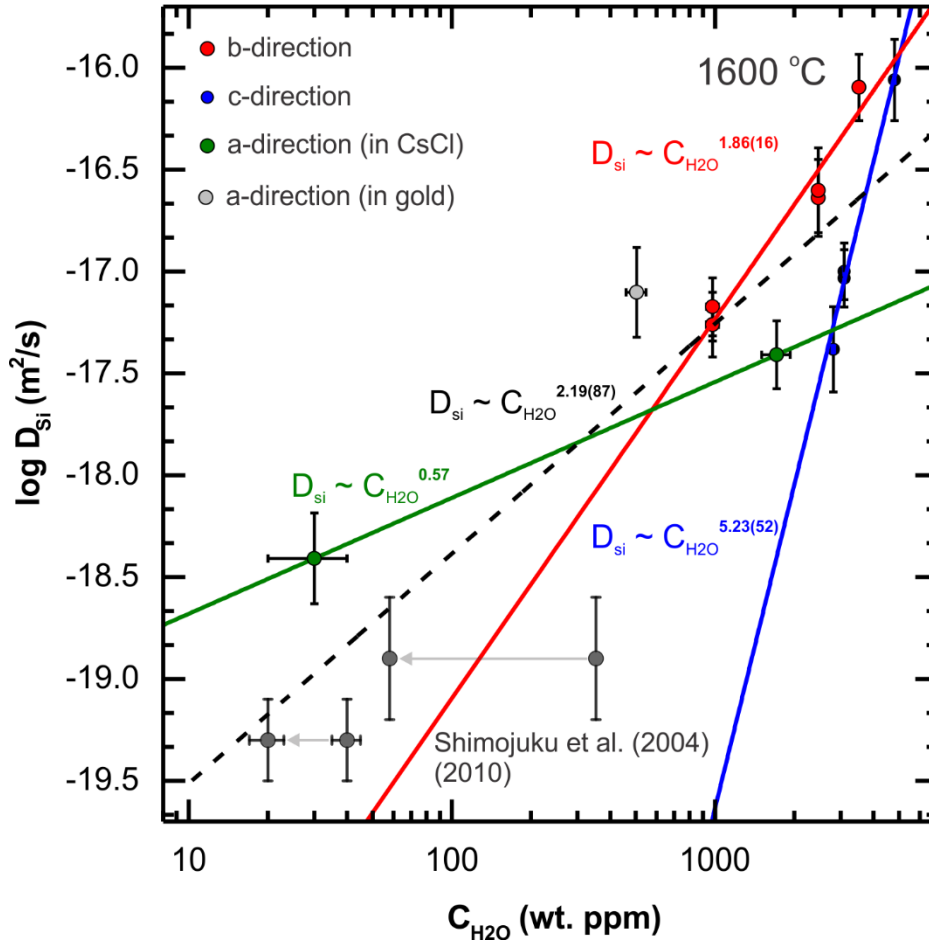 b-direction
c-direction
a-direction (in CsCl)
a-direction (in gold)
1600 °C
D_si ~ C_H2O^1.86(16)
D_si ~ C_H2O^2.19(87)
D_si ~ C_H2O^0.57
D_si ~ C_H2O^5.23(52)
Shimojuku et al. (2004)
(2010)
log D_Si (m²/s)
-16.0
-16.5
-17.0
-17.5
-18.0
-18.5
-19.0
-19.5
10 100 1000
C_H2O (wt. ppm)